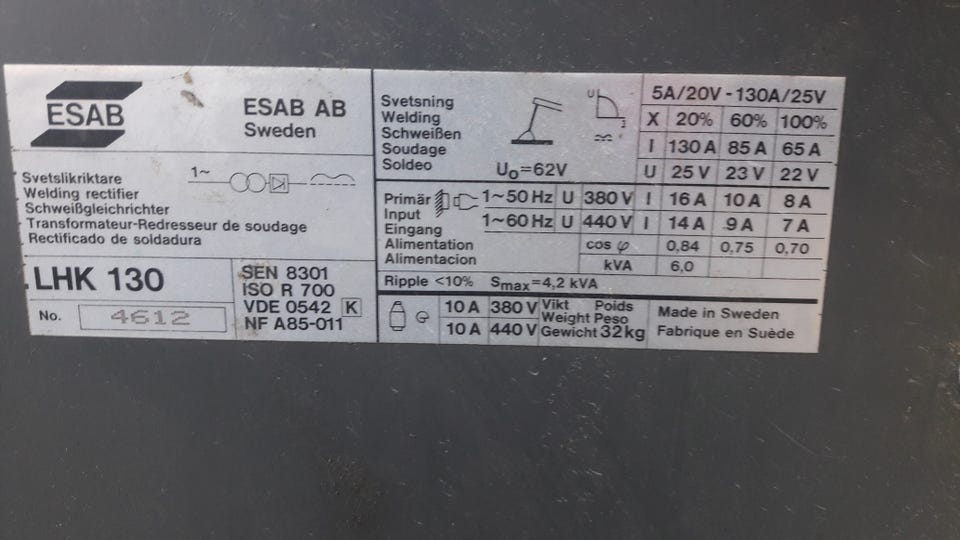 ESAB
ESAB AB
Sweden
Svetslikriktare
Welding rectifier
Schweißgleichrichter
Transformateur-Redresseur de soudage
Rectificado de soldadura
1~
LHK 130
No. 4612
SEN 8301
ISO R 700
VDE 0542 K
NF A85-011
Svetsning
Welding
Schweißen
Soudage
Soldeo
U I
U₀=62V
5A/20V - 130A/25V
X 20% 60% 100%
I 130 A 85 A 65 A
U 25 V 23 V 22 V
Primär
Input
Eingang
Alimentation
Alimentacion
1~50 Hz U 380 V I 16 A 10 A 8 A
1~60 Hz U 440 V I 14 A 9 A 7 A
cos φ 0,84 0,75 0,70
kVA 6,0
Ripple <10% Smax=4,2 kVA
10 A 380 V
10 A 440 V
Vikt Poids
Weight Peso
Gewicht 32kg
Made in Sweden
Fabrique en Suède